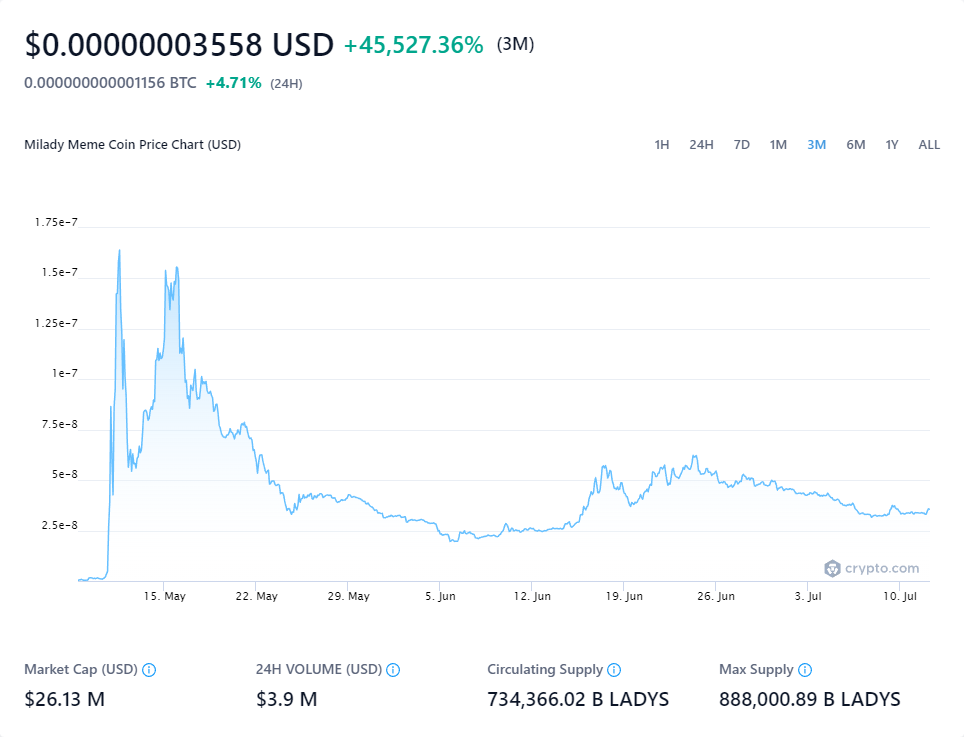 $0.00000003558 USD +45,527.36% (3M)
0.000000000001156 BTC +4.71% (24H)
Milady Meme Coin Price Chart (USD) 1H 24H 7D 1M 3M 6M 1Y ALL
1.75e-7
1.5e-7
1.25e-7
1e-7
7.5e-8
5e-8
2.5e-8
crypto.com
15. May 22. May 29. May 5. Jun 12. Jun 19. Jun 26. Jun 3. Jul 10. Jul
Market Cap (USD) 24H VOLUME (USD) Circulating Supply Max Supply
$26.13 M $3.9 M 734,366.02 B LADYS 888,000.89 B LADYS